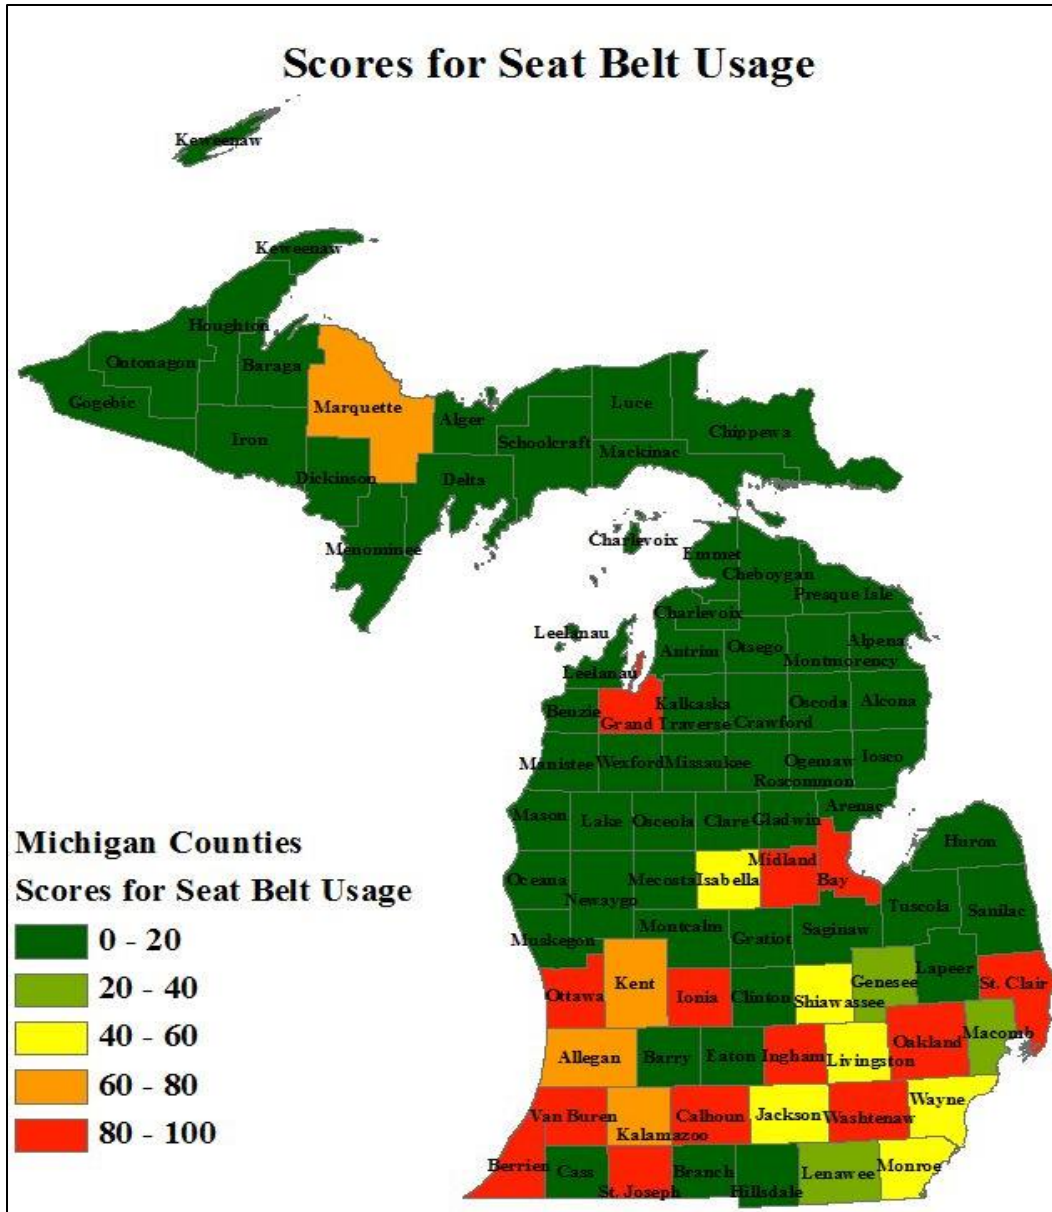 Scores for Seat Belt Usage
Keweenaw
Keweenaw
Houghton
Ontonagon
Baraga
Gogebic
Marquette
Luce
Alger
Iron
Schoolcraft
Chippewa
Mackinac
Dickinson
Delta
Menominee
Charlevoix
Emmet
Cheboygan
Presque Isle
Charlevoix
Leelanau
Antrim
Otsego
Alpena
Montmorency
Leelanau
Beuzie
Kalkaska
Oscoda
Alcona
Grand Traverse
Crawford
Manistee
Wexford
Missaukee
Ogemaw
Iosco
Roscommon
Arenac
Mason
Lake
Osceola
Clare
Gladwin
Huron
Midland
Oceana
Mecosta
Isabella
Bay
Newaygo
Tuscola
Sanilac
Muskegon
Montcalm
Gratiot
Saginaw
Kent
Genesee
Lapeer
St. Clair
Ottawa
Ionia
Clinton
Shiawassee
Macomb
Oakland
Allegan
Barry
Eaton
Ingham
Livingston
Wayne
Van Buren
Calhoun
Jackson
Washtenaw
Kalamazoo
Berrien
Cass
St. Joseph
Branch
Hillsdale
Lenawee
Monroe
Michigan Counties
Scores for Seat Belt Usage
0 - 20
20 - 40
40 - 60
60 - 80
80 - 100